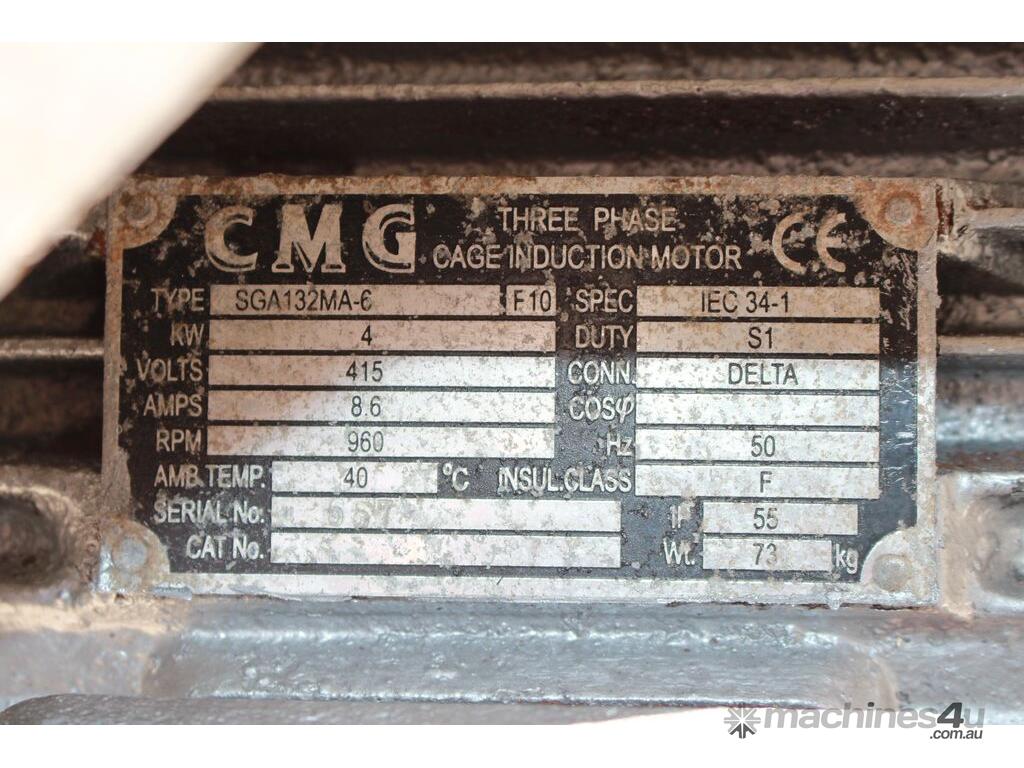 CMG THREE PHASE
CAGE INDUCTION MOTOR CE
TYPE SGA132MA-6 F10 SPEC IEC 34-1
KW 4 DUTY S1
VOLTS 415 CONN. DELTA
AMPS 8.6 COSφ
RPM 960 Hz 50
AMB.TEMP. 40 °C INSUL.CLASS F
SERIAL No. IP 55
CAT No. Wt. 73 kg
machines4u
.com.au